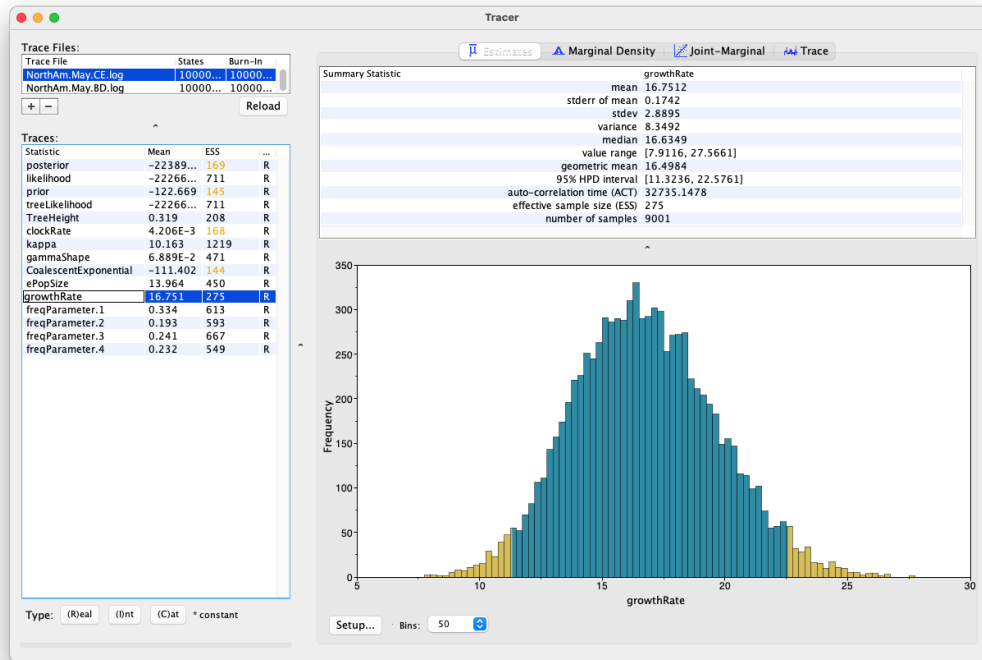 Tracer
Trace Files:
Trace File States Burn-In
NorthAm.May.CE.log 10000... 10000...
NorthAm.May.BD.log 10000... 10000...
+ − Reload
Traces:
Statistic Mean ESS ...
posterior -22389... 169 R
likelihood -22266... 711 R
prior -122.669 145 R
treeLikelihood -22266... 711 R
TreeHeight 0.319 208 R
clockRate 4.206E-3 168 R
kappa 10.163 1219 R
gammaShape 6.889E-2 471 R
CoalescentExponential -111.402 144 R
ePopSize 13.964 450 R
growthRate 16.751 275 R
freqParameter.1 0.334 613 R
freqParameter.2 0.193 593 R
freqParameter.3 0.241 667 R
freqParameter.4 0.232 549 R
Type: (R)eal (I)nt (C)at * constant
μ Estimates Marginal Density Joint-Marginal Trace
Summary Statistic growthRate
mean 16.7512
stderr of mean 0.1742
stdev 2.8895
variance 8.3492
median 16.6349
value range [7.9116, 27.5661]
geometric mean 16.4984
95% HPD interval [11.3236, 22.5761]
auto-correlation time (ACT) 32735.1478
effective sample size (ESS) 275
number of samples 9001
Frequency
350
300
250
200
150
100
50
0
5 10 15 20 25 30
growthRate
Setup... Bins: 50